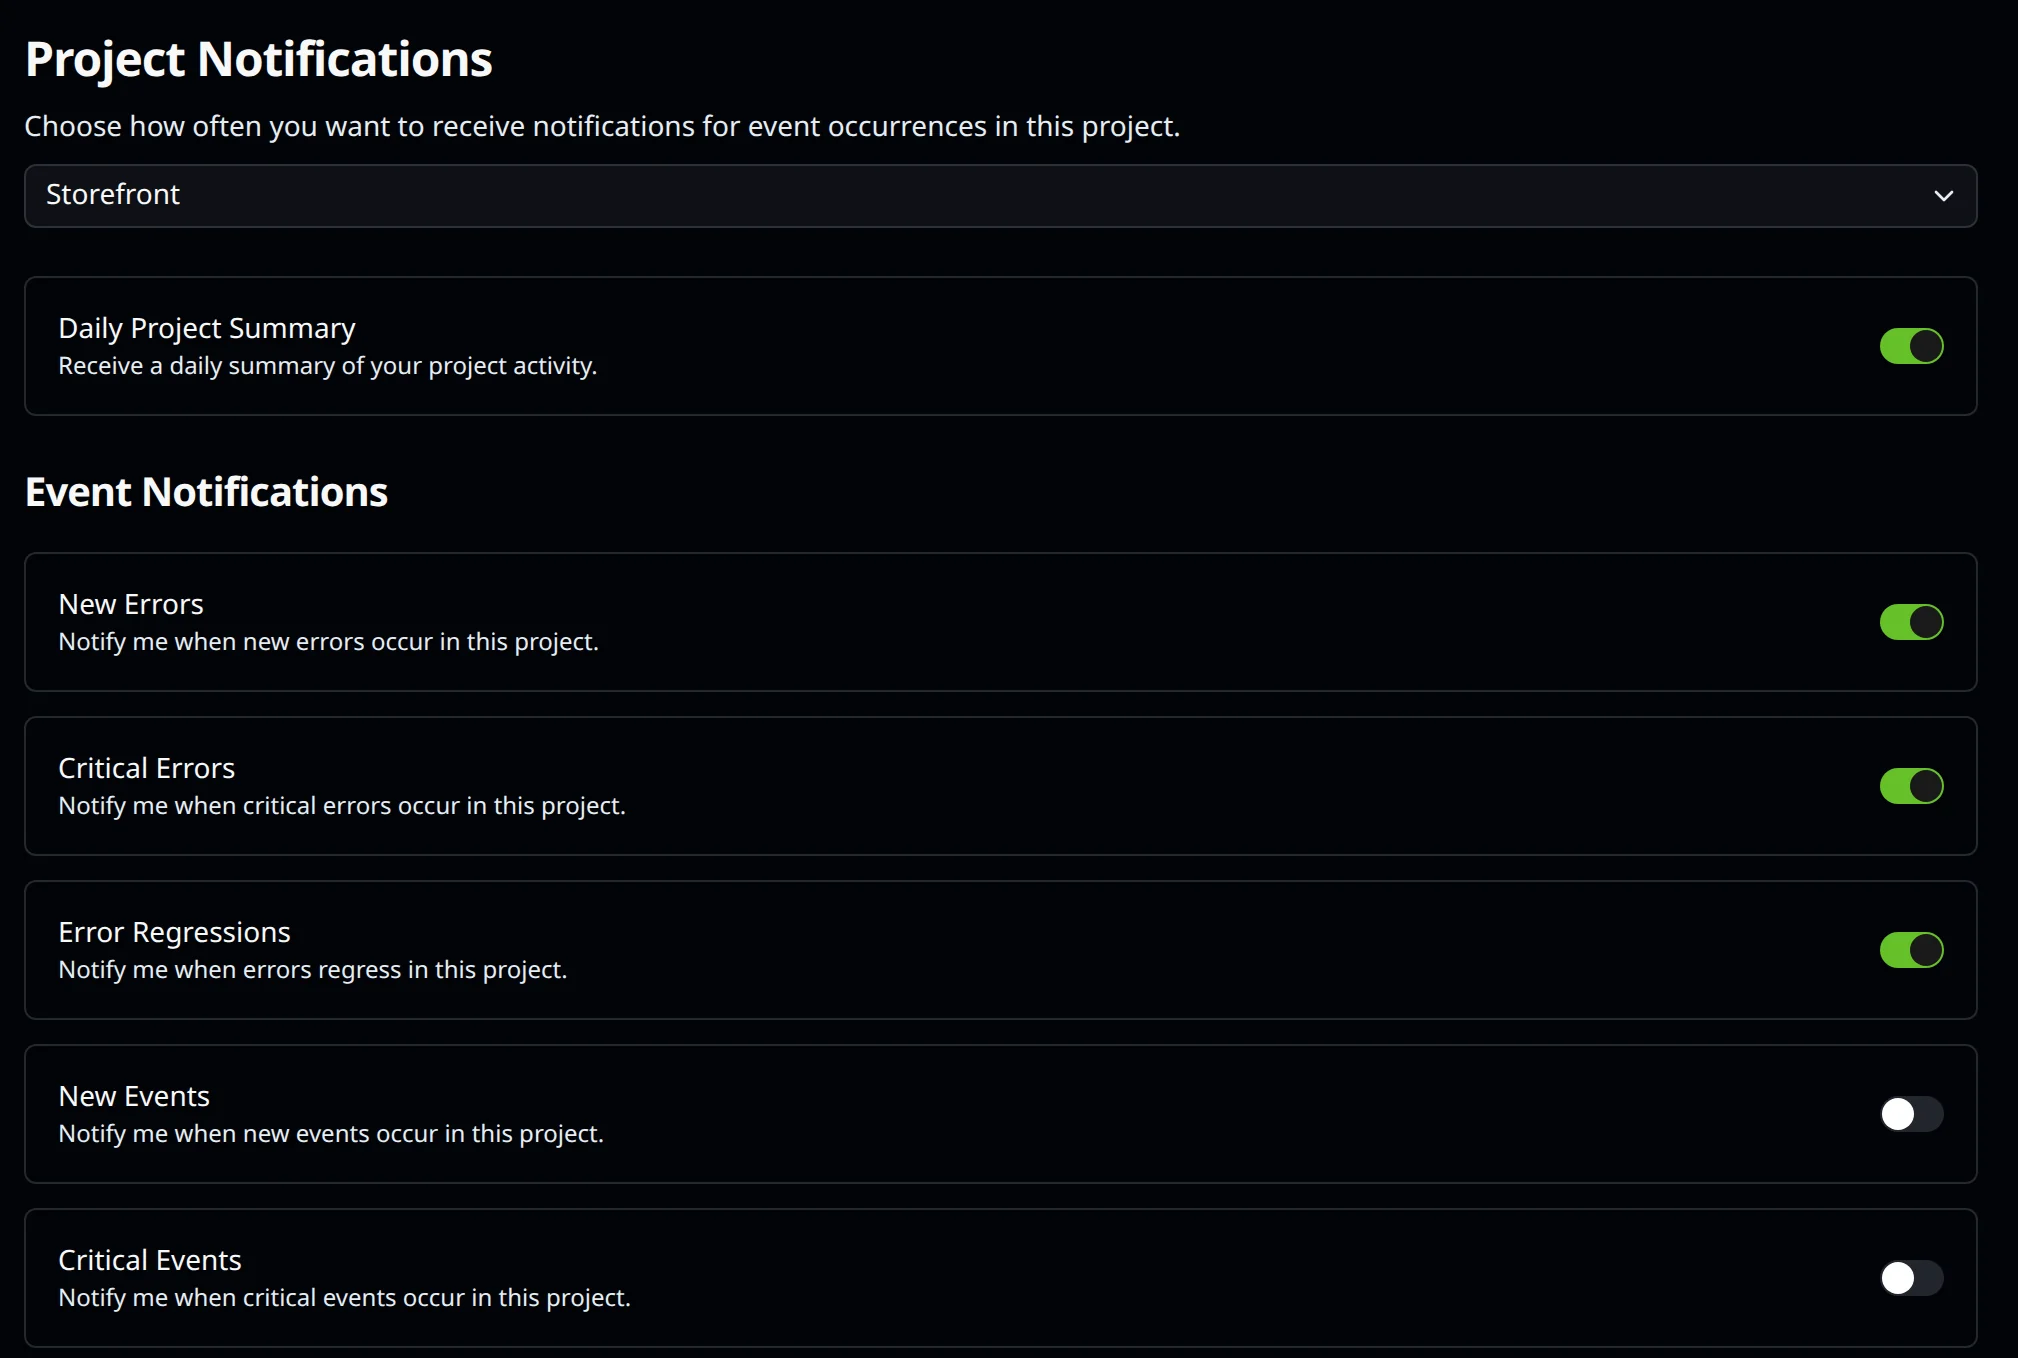 Project Notifications
Choose how often you want to receive notifications for event occurrences in this project.
Storefront
Daily Project Summary
Receive a daily summary of your project activity.
Event Notifications
New Errors
Notify me when new errors occur in this project.
Critical Errors
Notify me when critical errors occur in this project.
Error Regressions
Notify me when errors regress in this project.
New Events
Notify me when new events occur in this project.
Critical Events
Notify me when critical events occur in this project.